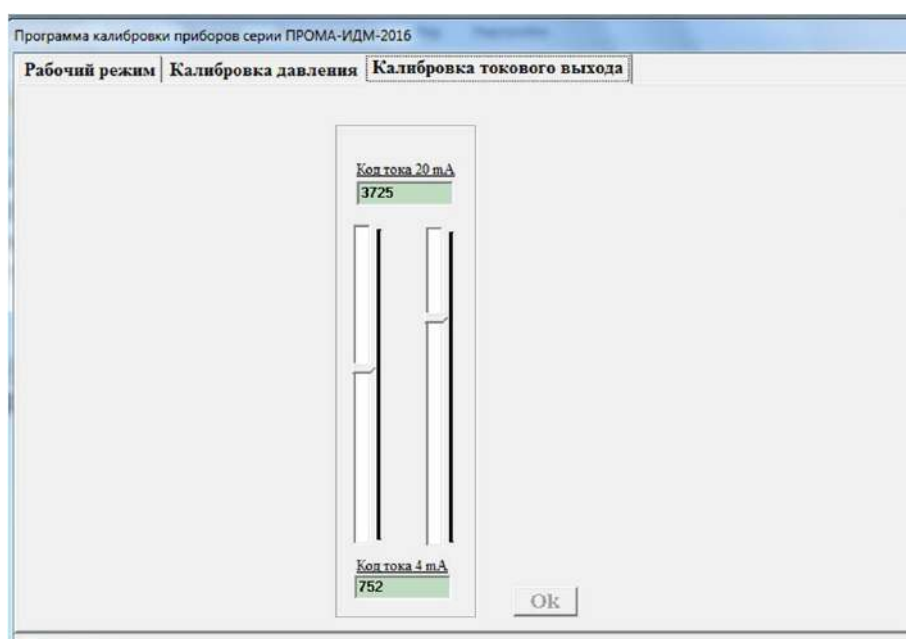 Программа калибровки приборов серии ПРОМА-ИДМ-2016
Рабочий режим Калибровка давления Калибровка токового выхода
Код тока 20 mA
3725
Код тока 4 mA
752
Ok